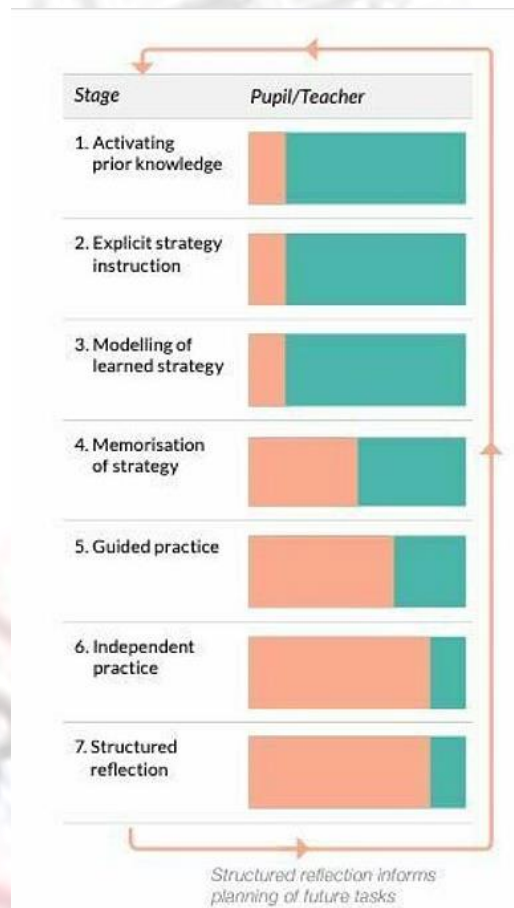 Stage Pupil/Teacher
1. Activating
prior knowledge
2. Explicit strategy
instruction
3. Modelling of
learned strategy
4. Memorisation
of strategy
5. Guided practice
6. Independent
practice
7. Structured
reflection
Structured reflection informs
planning of future tasks